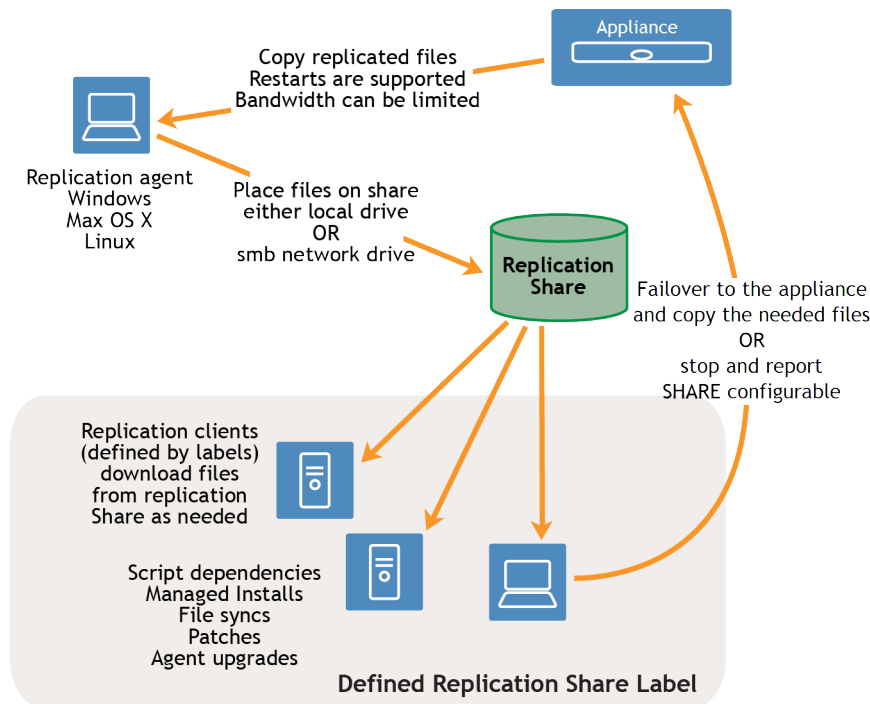 Appliance
Copy replicated files
Restarts are supported
Bandwidth can be limited
Replication agent
Windows
Max OS X
Linux
Place files on share
either local drive
OR
smb network drive
Replication
Share
Failover to the appliance
and copy the needed files
OR
stop and report
SHARE configurable
Replication clients
(defined by labels)
download files
from replication
Share as needed
Script dependencies
Managed Installs
File syncs
Patches
Agent upgrades
Defined Replication Share Label